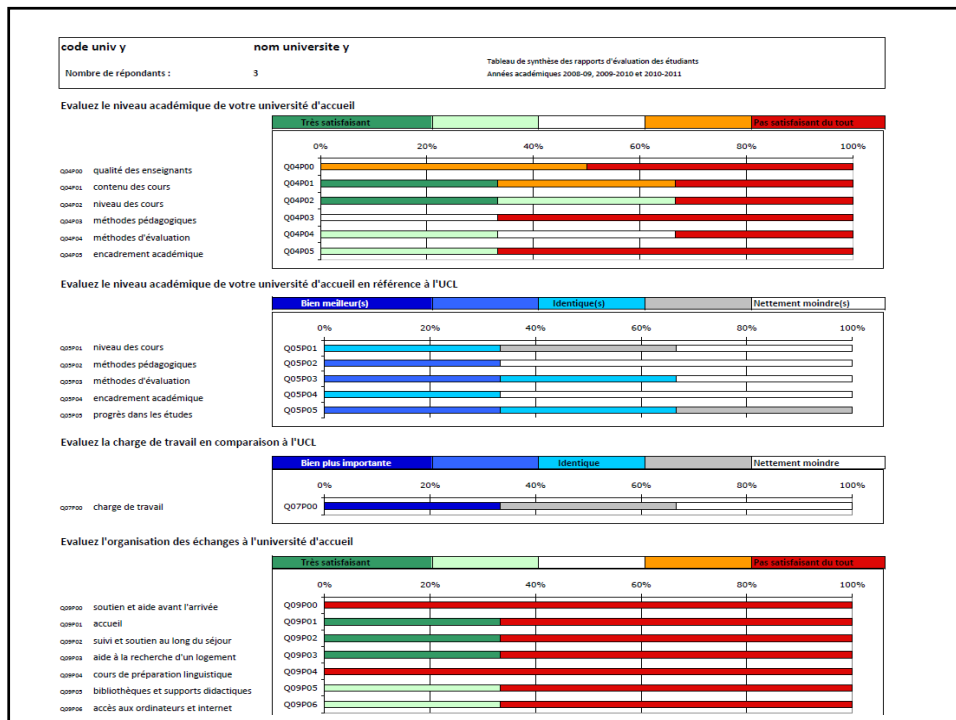 code univ y nom universite y
Tableau de synthèse des rapports d'évaluation des étudiants
Nombre de répondants : 3 Années académiques 2008-09, 2009-2010 et 2010-2011
Evaluez le niveau académique de votre université d'accueil
Très satisfaisant Pas satisfaisant du tout
0% 20% 40% 60% 80% 100%
Q04P00 qualité des enseignants Q04P00
Q04P01 contenu des cours Q04P01
Q04P02 niveau des cours Q04P02
Q04P03 méthodes pédagogiques Q04P03
Q04P04 méthodes d'évaluation Q04P04
Q04P05 encadrement académique Q04P05
Evaluez le niveau académique de votre université d'accueil en référence à l'UCL
Bien meilleur(s) Identique(s) Nettement moindre(s)
0% 20% 40% 60% 80% 100%
Q05P01 niveau des cours Q05P01
Q05P02 méthodes pédagogiques Q05P02
Q05P03 méthodes d'évaluation Q05P03
Q05P04 encadrement académique Q05P04
Q05P05 progrès dans les études Q05P05
Evaluez la charge de travail en comparaison à l'UCL
Bien plus importante Identique Nettement moindre
0% 20% 40% 60% 80% 100%
Q07P00 charge de travail Q07P00
Evaluez l'organisation des échanges à l'université d'accueil
Très satisfaisant Pas satisfaisant du tout
0% 20% 40% 60% 80% 100%
Q09P00 soutien et aide avant l'arrivée Q09P00
Q09P01 accueil Q09P01
Q09P02 suivi et soutien au long du séjour Q09P02
Q09P03 aide à la recherche d'un logement Q09P03
Q09P04 cours de préparation linguistique Q09P04
Q09P05 bibliothèques et supports didactiques Q09P05
Q09P06 accès aux ordinateurs et internet Q09P06